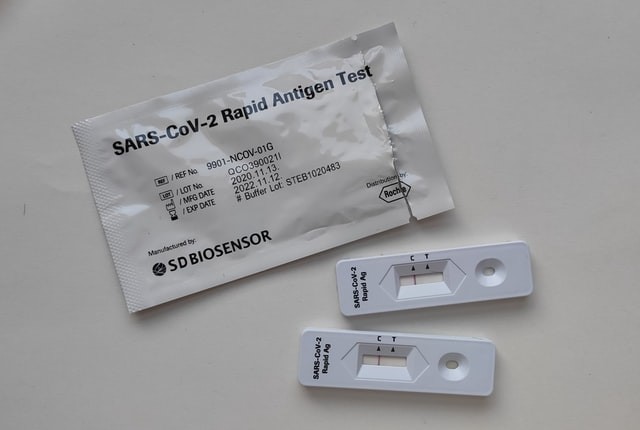 SARS-CoV-2 Rapid Antigen Test
REF / REF No. 9901-NCOV-01G
LOT / LOT No. QCO390021I
/ MFG DATE 2020.11.13.
/ EXP DATE 2022.11.12.
# Buffer Lot: STEB1020483
Distribution by:
Roche
Manufactured by:
SD BIOSENSOR
C T
SARS-CoV-2
Rapid Ag
C T
SARS-CoV-2
Rapid Ag